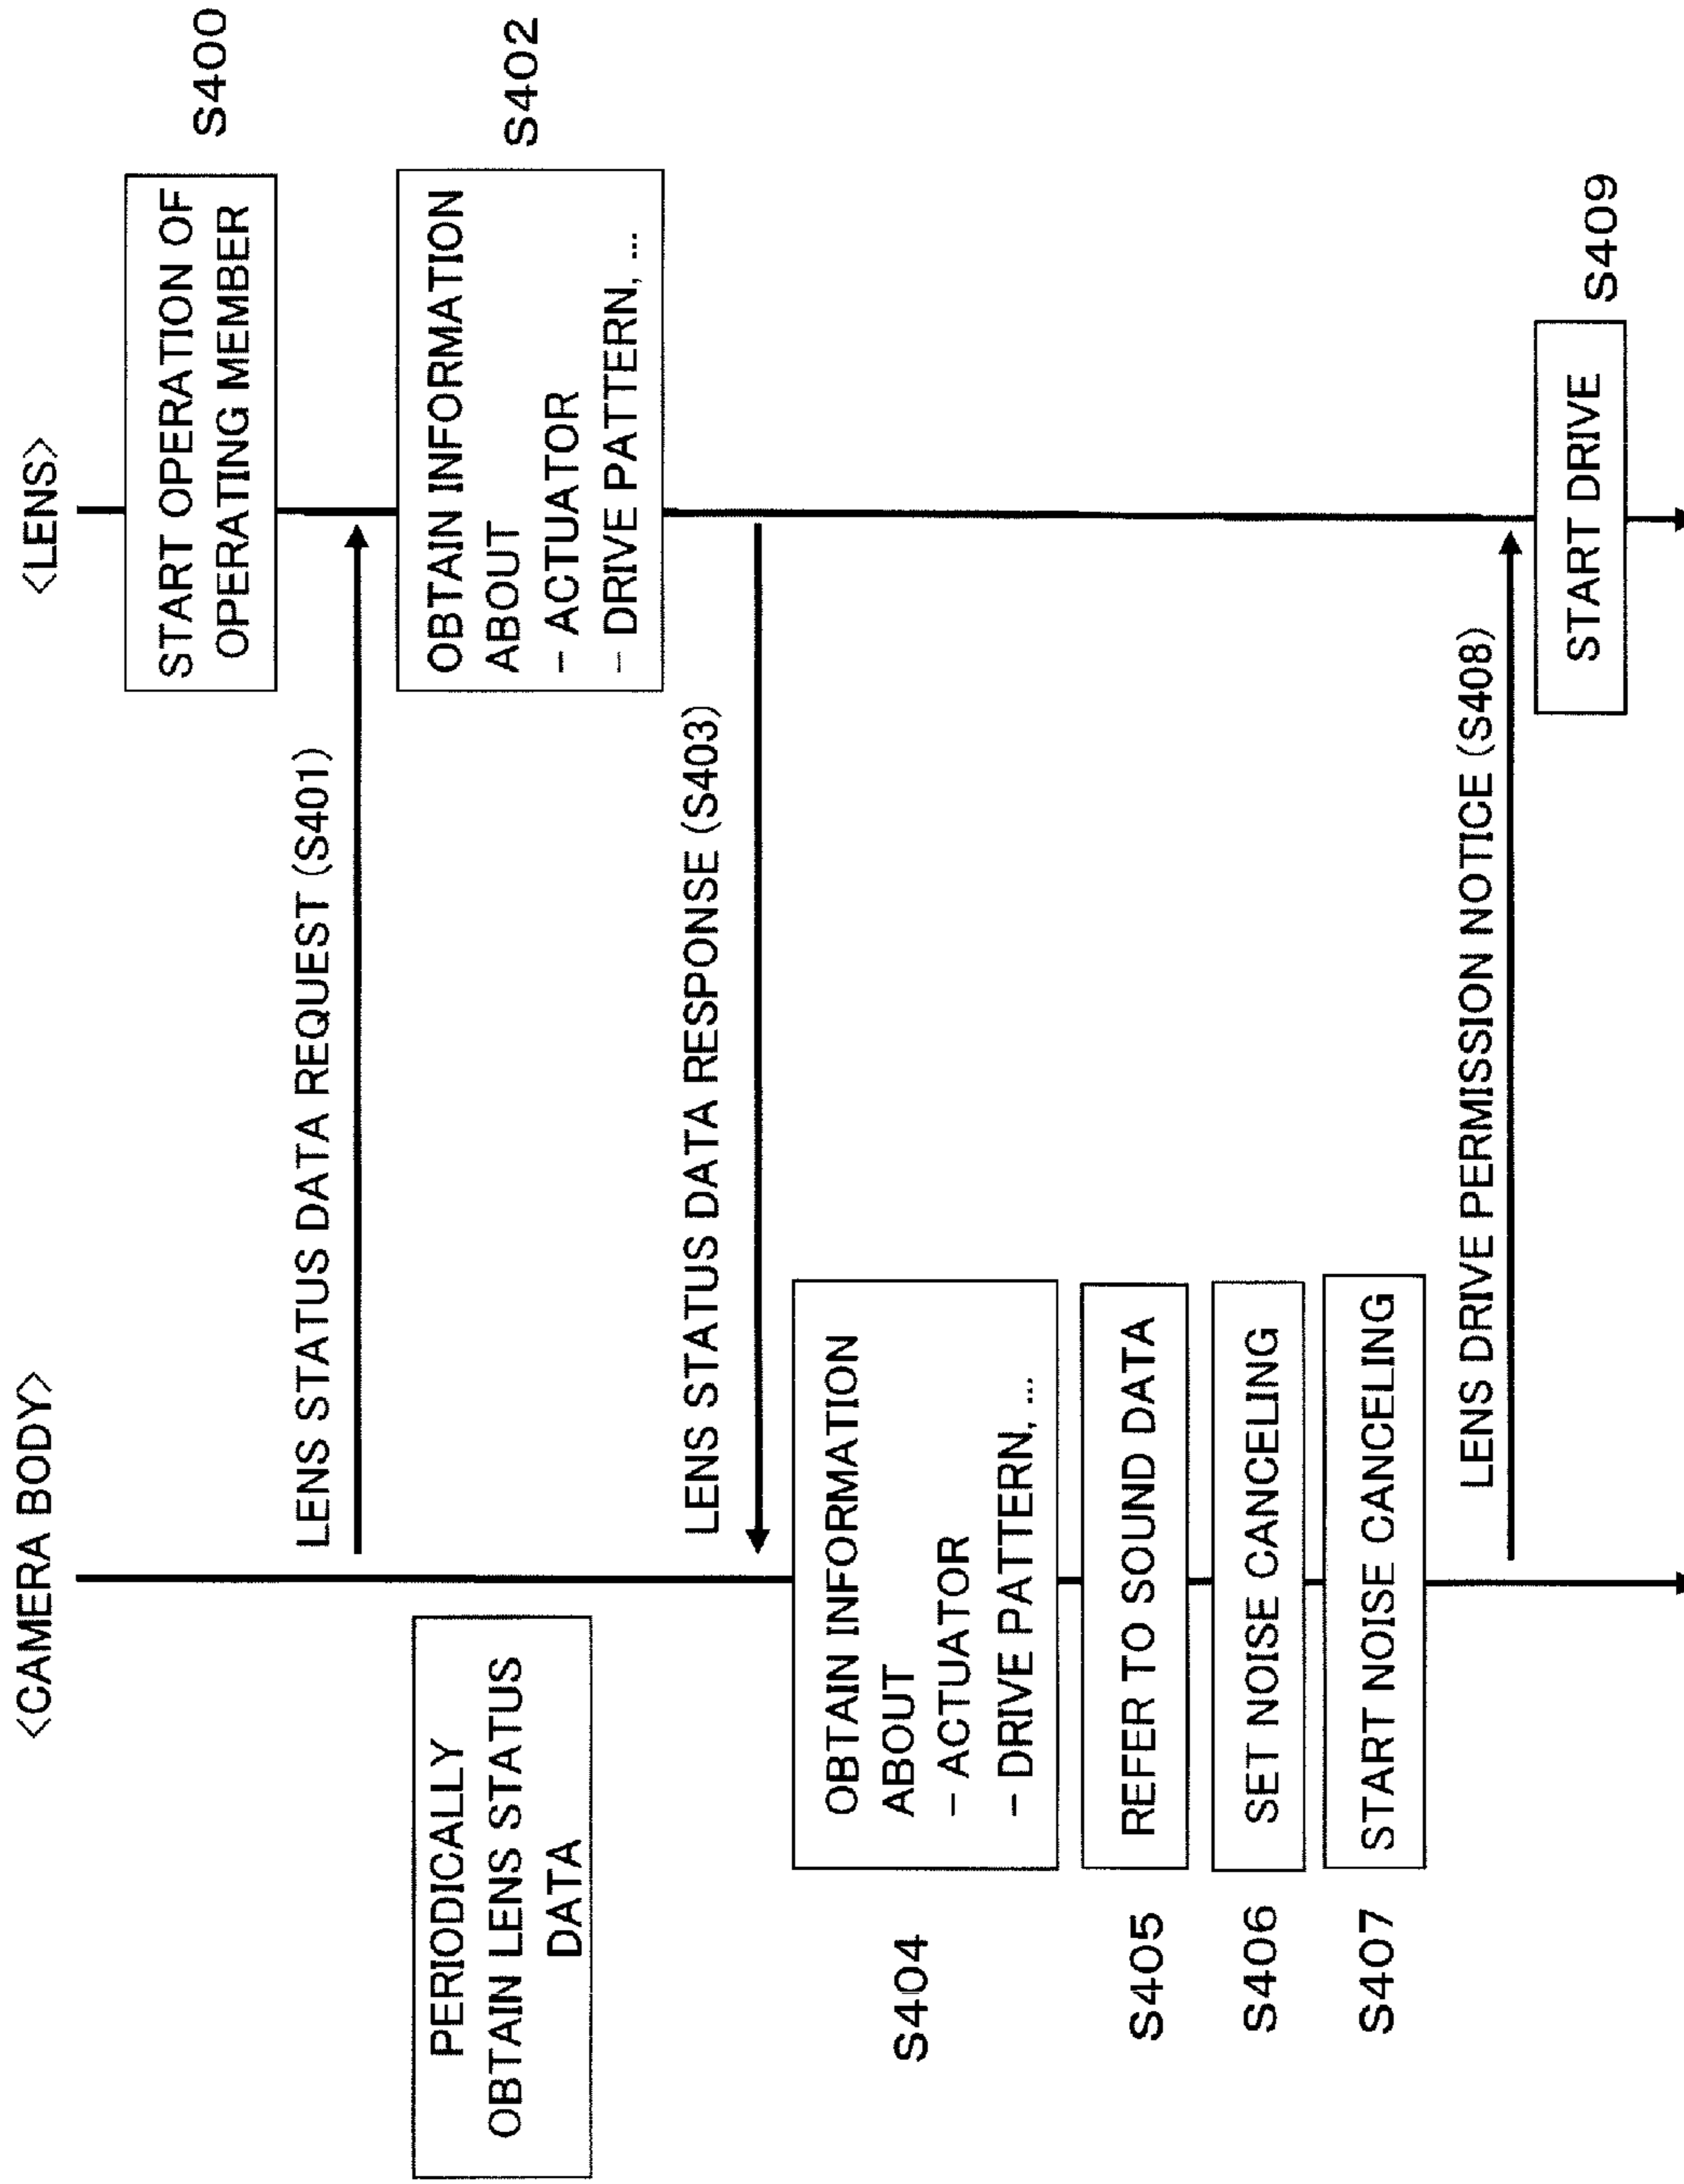 <CAMERA BODY>
<LENS>
START OPERATION OF
OPERATING MEMBER
S400
LENS STATUS DATA REQUEST (S401)
PERIODICALLY
OBTAIN LENS STATUS
DATA
OBTAIN INFORMATION
ABOUT
- ACTUATOR
- DRIVE PATTERN, ...
S402
LENS STATUS DATA RESPONSE (S403)
S404
OBTAIN INFORMATION
ABOUT
- ACTUATOR
- DRIVE PATTERN, ...
S405
REFER TO SOUND DATA
S406
SET NOISE CANCELING
S407
START NOISE CANCELING
LENS DRIVE PERMISSION NOTICE (S408)
START DRIVE
S409